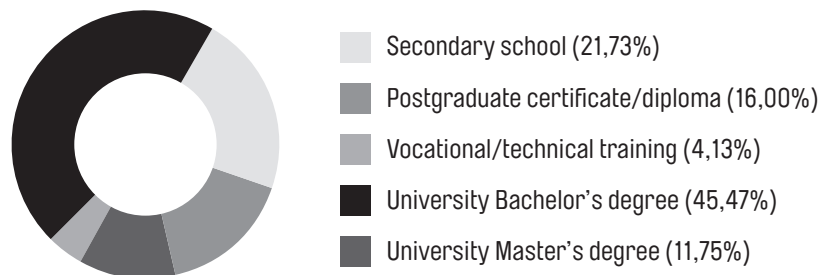 Secondary school (21,73%)
Postgraduate certificate/diploma (16,00%)
Vocational/technical training (4,13%)
University Bachelor’s degree (45,47%)
University Master’s degree (11,75%)